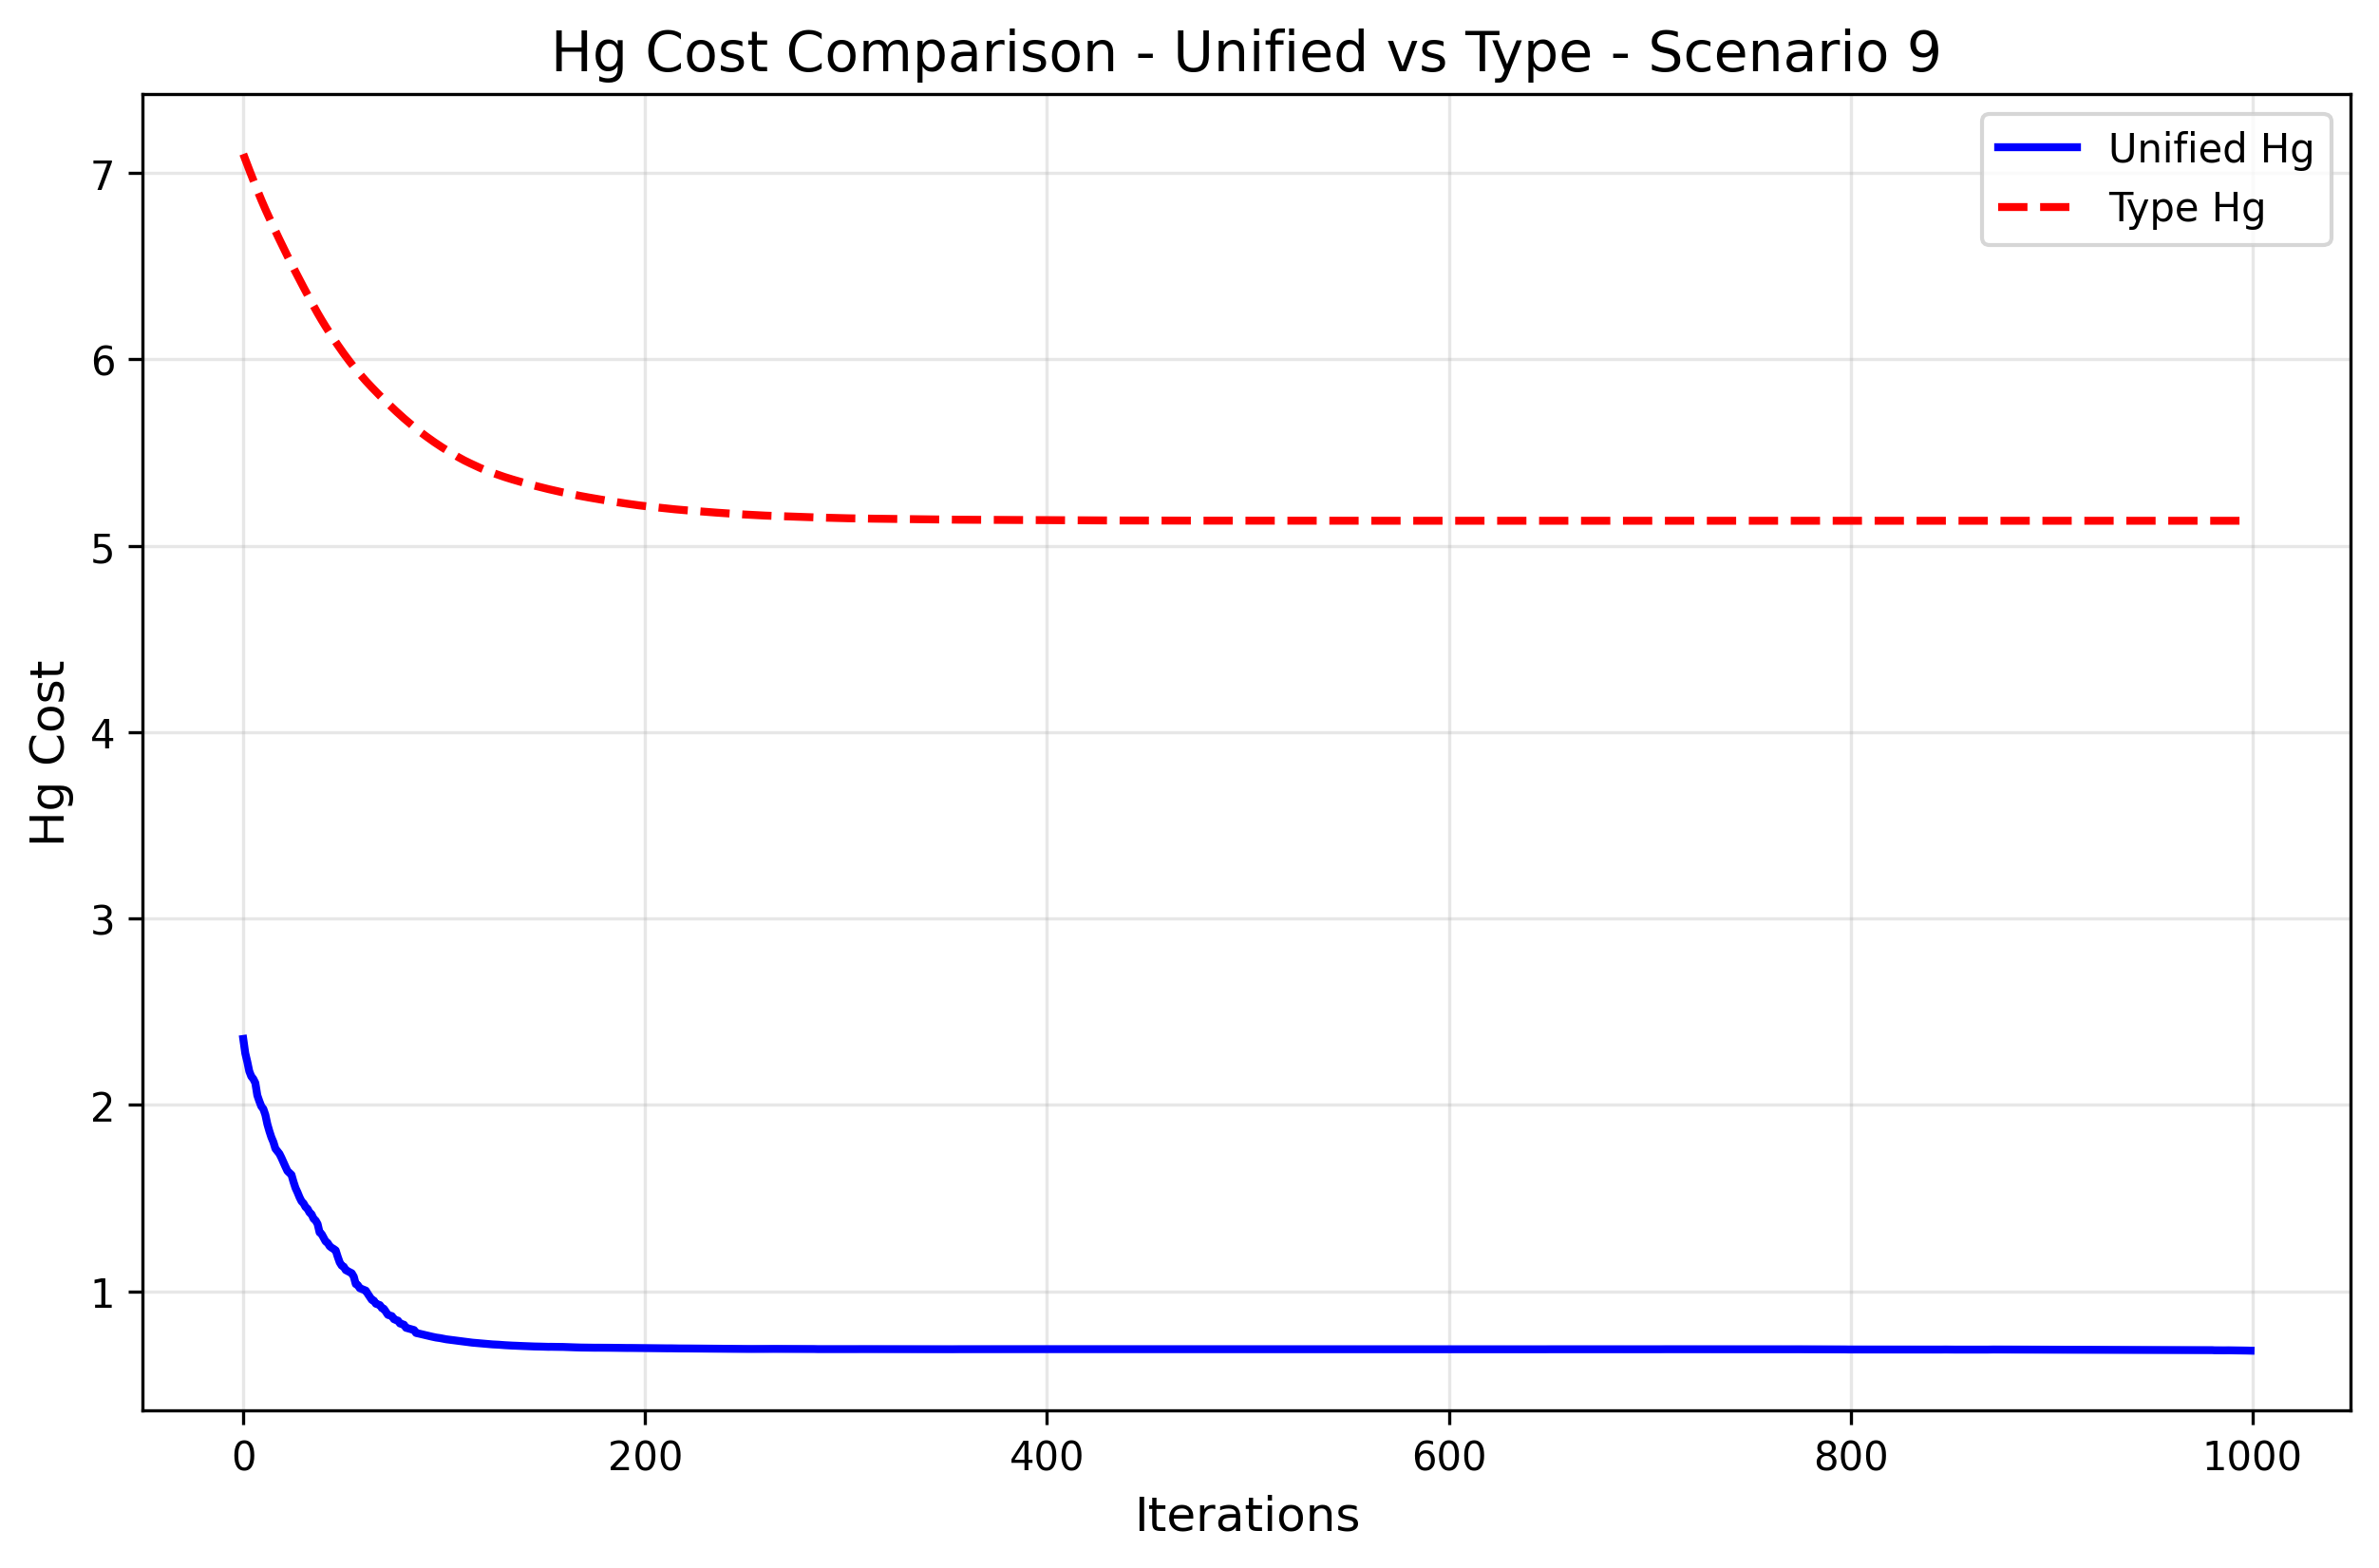 Hg Cost Comparison - Unified vs Type - Scenario 9
Unified Hg
Type Hg
Hg Cost
7
6
5
4
3
2
1
0 200 400 600 800 1000
Iterations